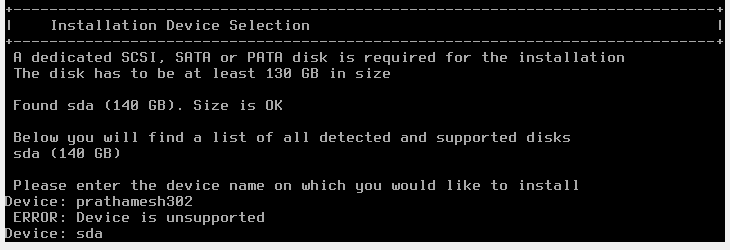 +------------------------------------------------------------------------------+
|    Installation Device Selection                                             |
+------------------------------------------------------------------------------+
A dedicated SCSI, SATA or PATA disk is required for the installation
The disk has to be at least 130 GB in size
Found sda (140 GB). Size is OK
Below you will find a list of all detected and supported disks
sda (140 GB)
Please enter the device name on which you would like to install
Device: prathamesh302
ERROR: Device is unsupported
Device: sda